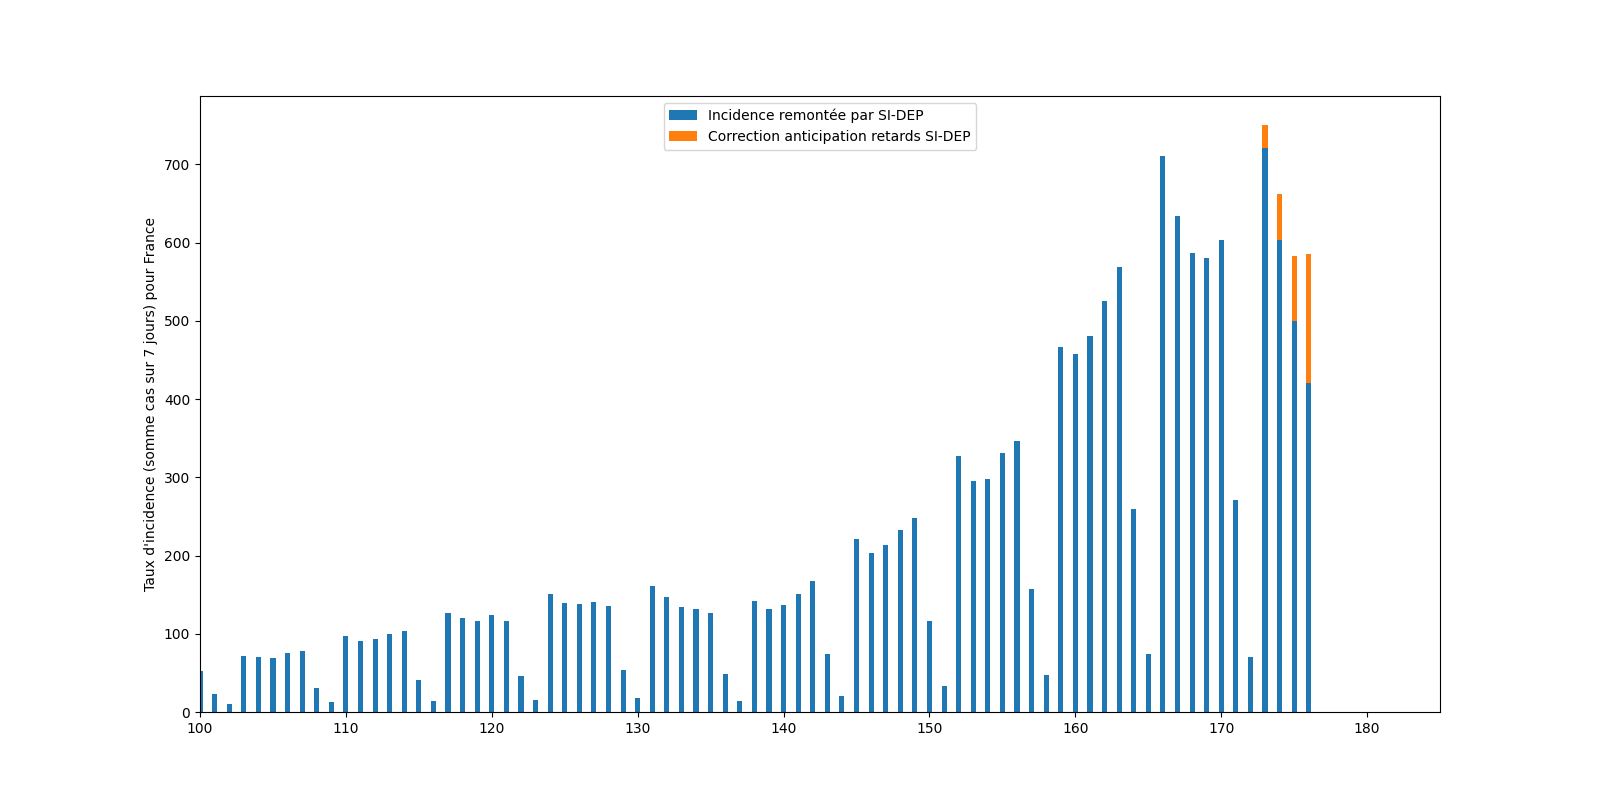 Incidence remontée par SI-DEP
Correction anticipation retards SI-DEP
Taux d'incidence (somme cas sur 7 jours) pour France
700
600
500
400
300
200
100
0
100 110 120 130 140 150 160 170 180